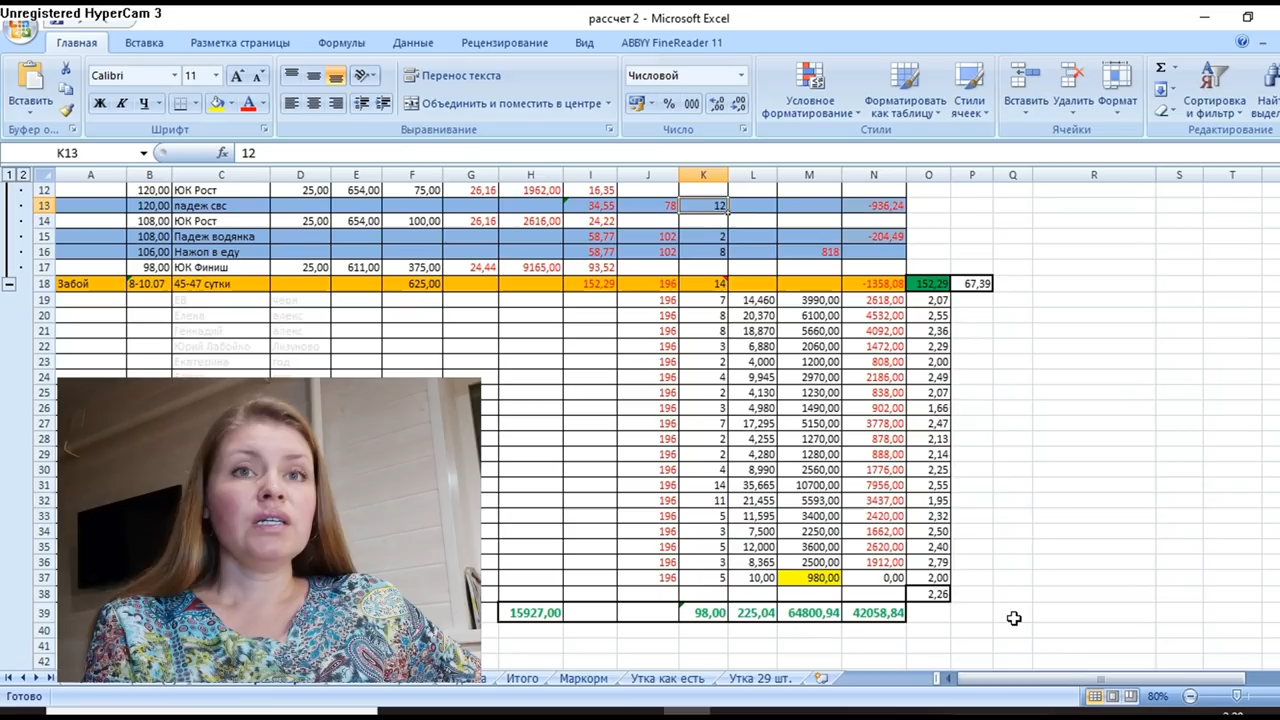 Unregistered HyperCam 3
рассчет 2 - Microsoft Excel
Главная Вставка Разметка страницы Формулы Данные Рецензирование Вид ABBYY FineReader 11
Calibri 11 Перенос текста Числовой
Вставить Ж К Ч Объединить и поместить в центре % 000 Условное форматирование Форматировать как таблицу Стили ячеек Вставить Удалить Формат Σ Сортировка и фильтр
Буфер о... Шрифт Выравнивание Число Стили Ячейки Редактирование
K13 fx 12
1 2 A B C D E F G H I J K L M N O P Q R S T
12 120,00 ЮК Рост 25,00 654,00 75,00 26,16 1962,00 16,35
13 120,00 падеж свс 34,55 78 12 -936,24
14 108,00 ЮК Рост 25,00 654,00 100,00 26,16 2616,00 24,22
15 108,00 Падеж водянка 58,77 102 2 -204,49
16 106,00 Нажоп в еду 58,77 102 8 818
17 98,00 ЮК Финиш 25,00 611,00 375,00 24,44 9165,00 93,52
18 Забой 8-10.07 45-47 сутки 625,00 152,29 196 14 -1358,08 152,29 67,39
19 ЕВ черн 196 7 14,460 3990,00 2618,00 2,07
20 Елена алекс 196 8 20,370 6100,00 4532,00 2,55
21 Геннадий алекс 196 8 18,870 5660,00 4092,00 2,36
22 Юрий Лабойко Лязуново 196 3 6,880 2060,00 1472,00 2,29
23 Екатерина год 196 2 4,000 1200,00 808,00 2,00
24 196 4 9,945 2970,00 2186,00 2,49
25 196 2 4,130 1230,00 838,00 2,07
26 196 3 4,980 1490,00 902,00 1,66
27 196 7 17,295 5150,00 3778,00 2,47
28 196 2 4,255 1270,00 878,00 2,13
29 196 2 4,280 1280,00 888,00 2,14
30 196 4 8,990 2560,00 1776,00 2,25
31 196 14 35,665 10700,00 7956,00 2,55
32 196 11 21,455 5593,00 3437,00 1,95
33 196 5 11,595 3400,00 2420,00 2,32
34 196 3 7,500 2250,00 1662,00 2,50
35 196 5 12,000 3600,00 2620,00 2,40
36 196 3 8,365 2500,00 1912,00 2,79
37 196 5 10,00 980,00 0,00 2,00
38 2,26
39 15927,00 98,00 225,04 64800,94 42058,84
40
41
42
Итого Маркорм Утка как есть Утка 29 шт.
Готово 80%